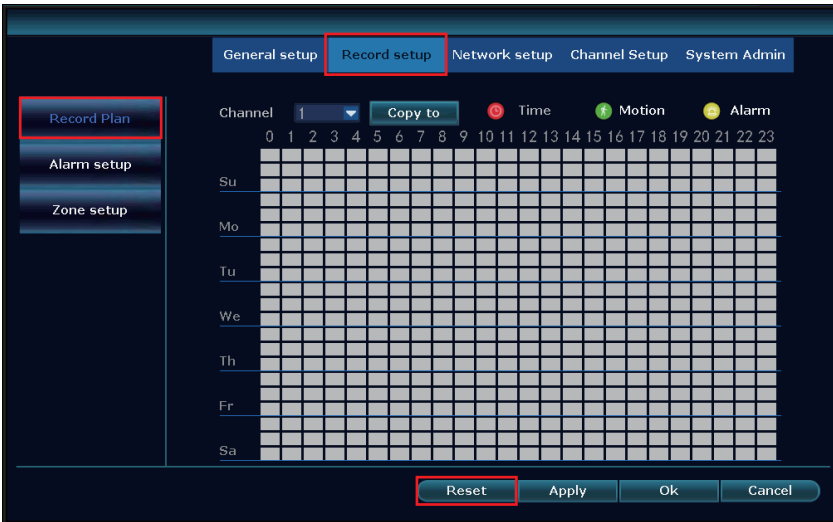 General setup Record setup Network setup Channel Setup System Admin
Record Plan
Alarm setup
Zone setup
Channel 1 Copy to Time Motion Alarm
0 1 2 3 4 5 6 7 8 9 10 11 12 13 14 15 16 17 18 19 20 21 22 23
Su
Mo
Tu
We
Th
Fr
Sa
Reset Apply Ok Cancel